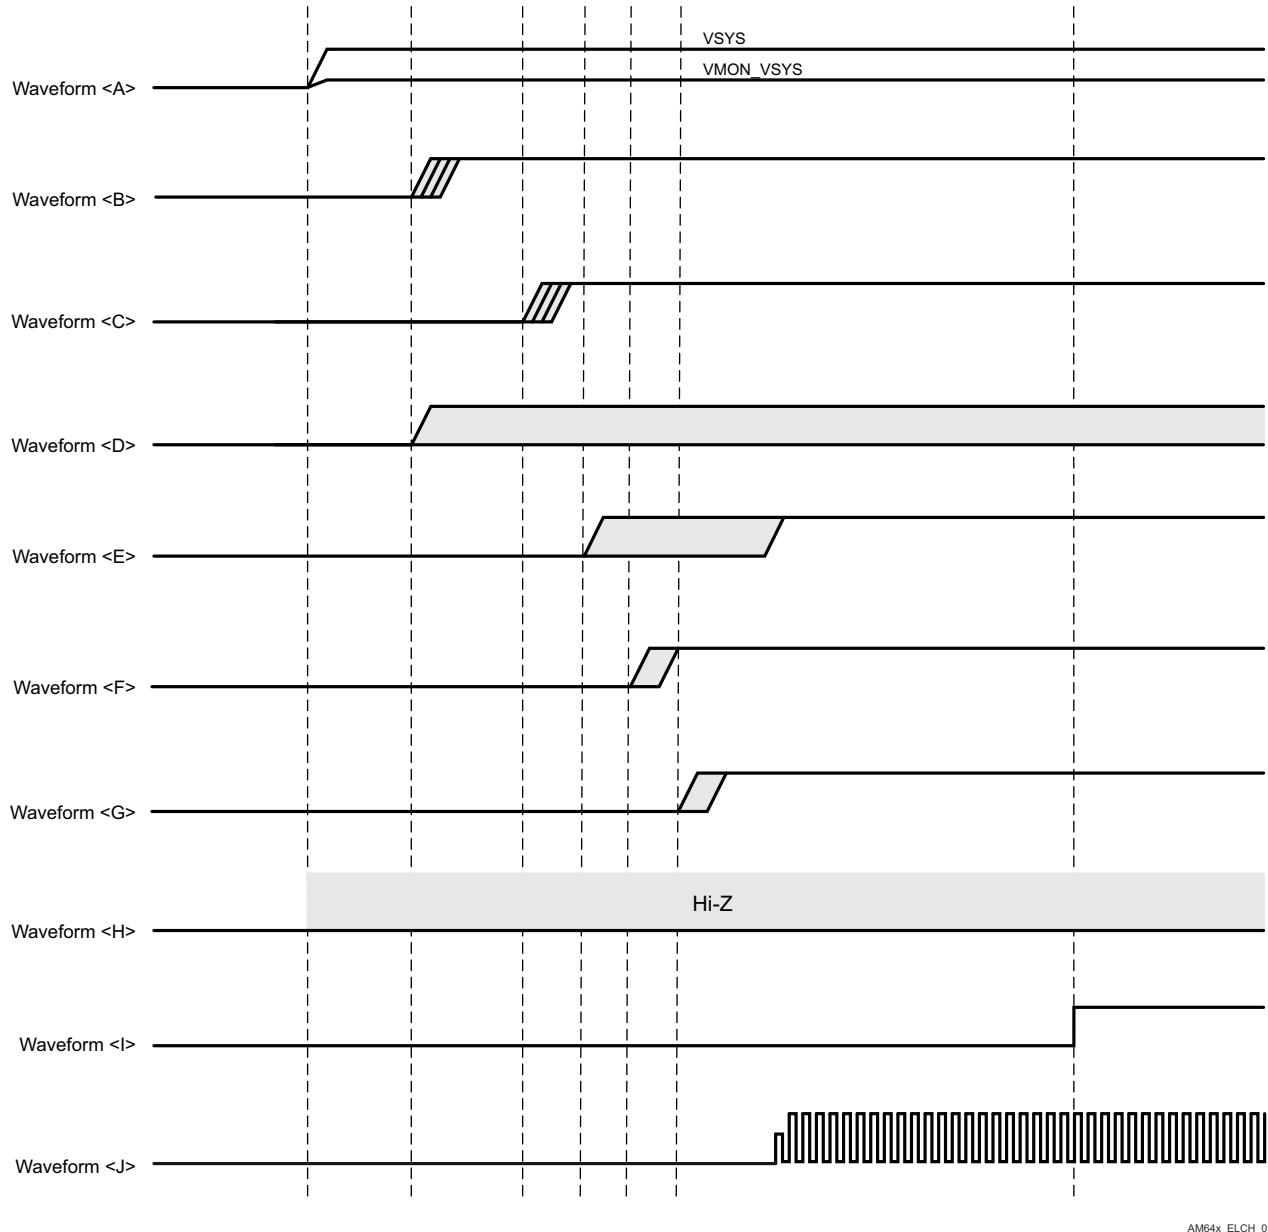 VSYS
VMON_VSYS
Waveform <A>
Waveform <B>
Waveform <C>
Waveform <D>
Waveform <E>
Waveform <F>
Waveform <G>
Hi-Z
Waveform <H>
Waveform <I>
Waveform <J>
AM64x_ELCH_0